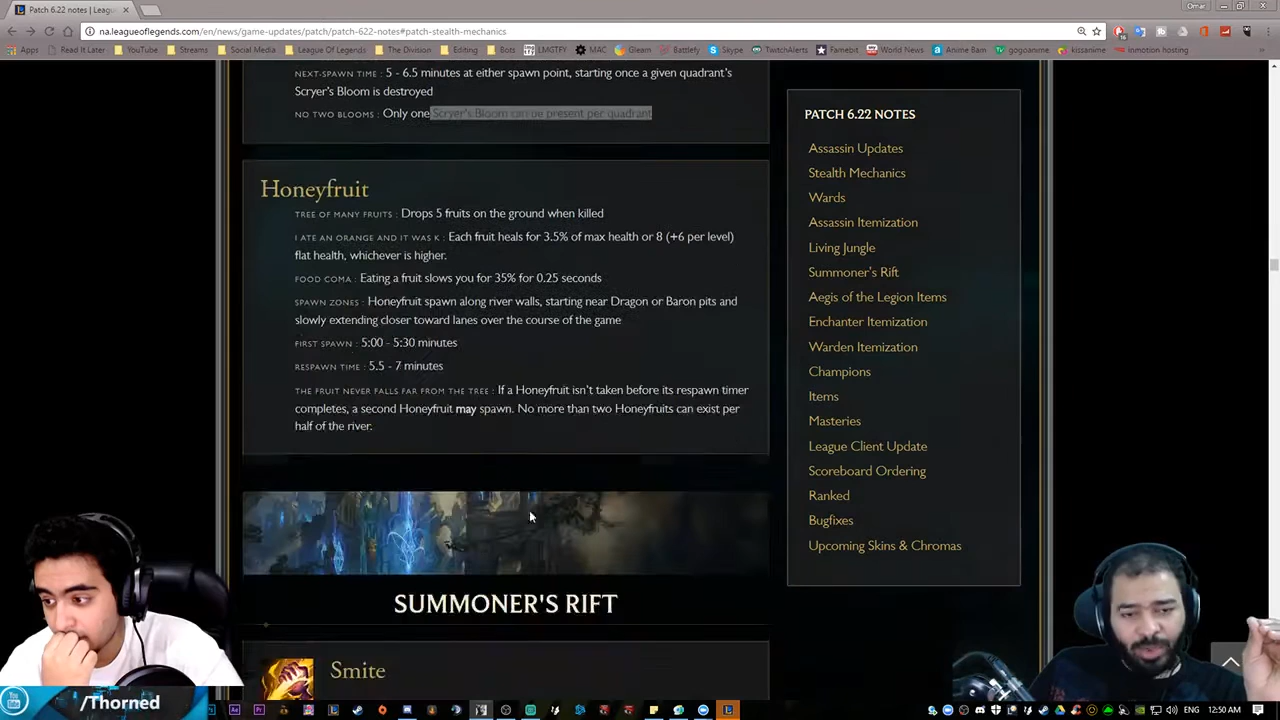 Patch 6.22 notes | Leag
Omar
na.leagueoflegends.com/en/news/game-updates/patch/patch-622-notes#patch-stealth-mechanics
Apps
Read It Later
YouTube
Streams
Social Media
League Of Legends
The Division
Editing
Bots
LMGTFY
MAC
Gleam
Battlefy
Skype
TwitchAlerts
Famebit
World News
Anime Bam
gogoanime
kissanime
inmotion hosting
NEXT-SPAWN TIME : 5 - 6.5 minutes at either spawn point, starting once a given quadrant's
Scryer's Bloom is destroyed
NO TWO BLOOMS : Only one Scryer's Bloom can be present per quadrant
Honeyfruit
TREE OF MANY FRUITS : Drops 5 fruits on the ground when killed
I ATE AN ORANGE AND IT WAS K : Each fruit heals for 3.5% of max health or 8 (+6 per level)
flat health, whichever is higher.
FOOD COMA : Eating a fruit slows you for 35% for 0.25 seconds
SPAWN ZONES : Honeyfruit spawn along river walls, starting near Dragon or Baron pits and
slowly extending closer toward lanes over the course of the game
FIRST SPAWN : 5:00 - 5:30 minutes
RESPAWN TIME : 5.5 - 7 minutes
THE FRUIT NEVER FALLS FAR FROM THE TREE : If a Honeyfruit isn't taken before its respawn timer
completes, a second Honeyfruit may spawn. No more than two Honeyfruits can exist per
half of the river.
SUMMONER'S RIFT
Smite
PATCH 6.22 NOTES
Assassin Updates
Stealth Mechanics
Wards
Assassin Itemization
Living Jungle
Summoner's Rift
Aegis of the Legion Items
Enchanter Itemization
Warden Itemization
Champions
Items
Masteries
League Client Update
Scoreboard Ordering
Ranked
Bugfixes
Upcoming Skins & Chromas
/Thorned
12:50 AM